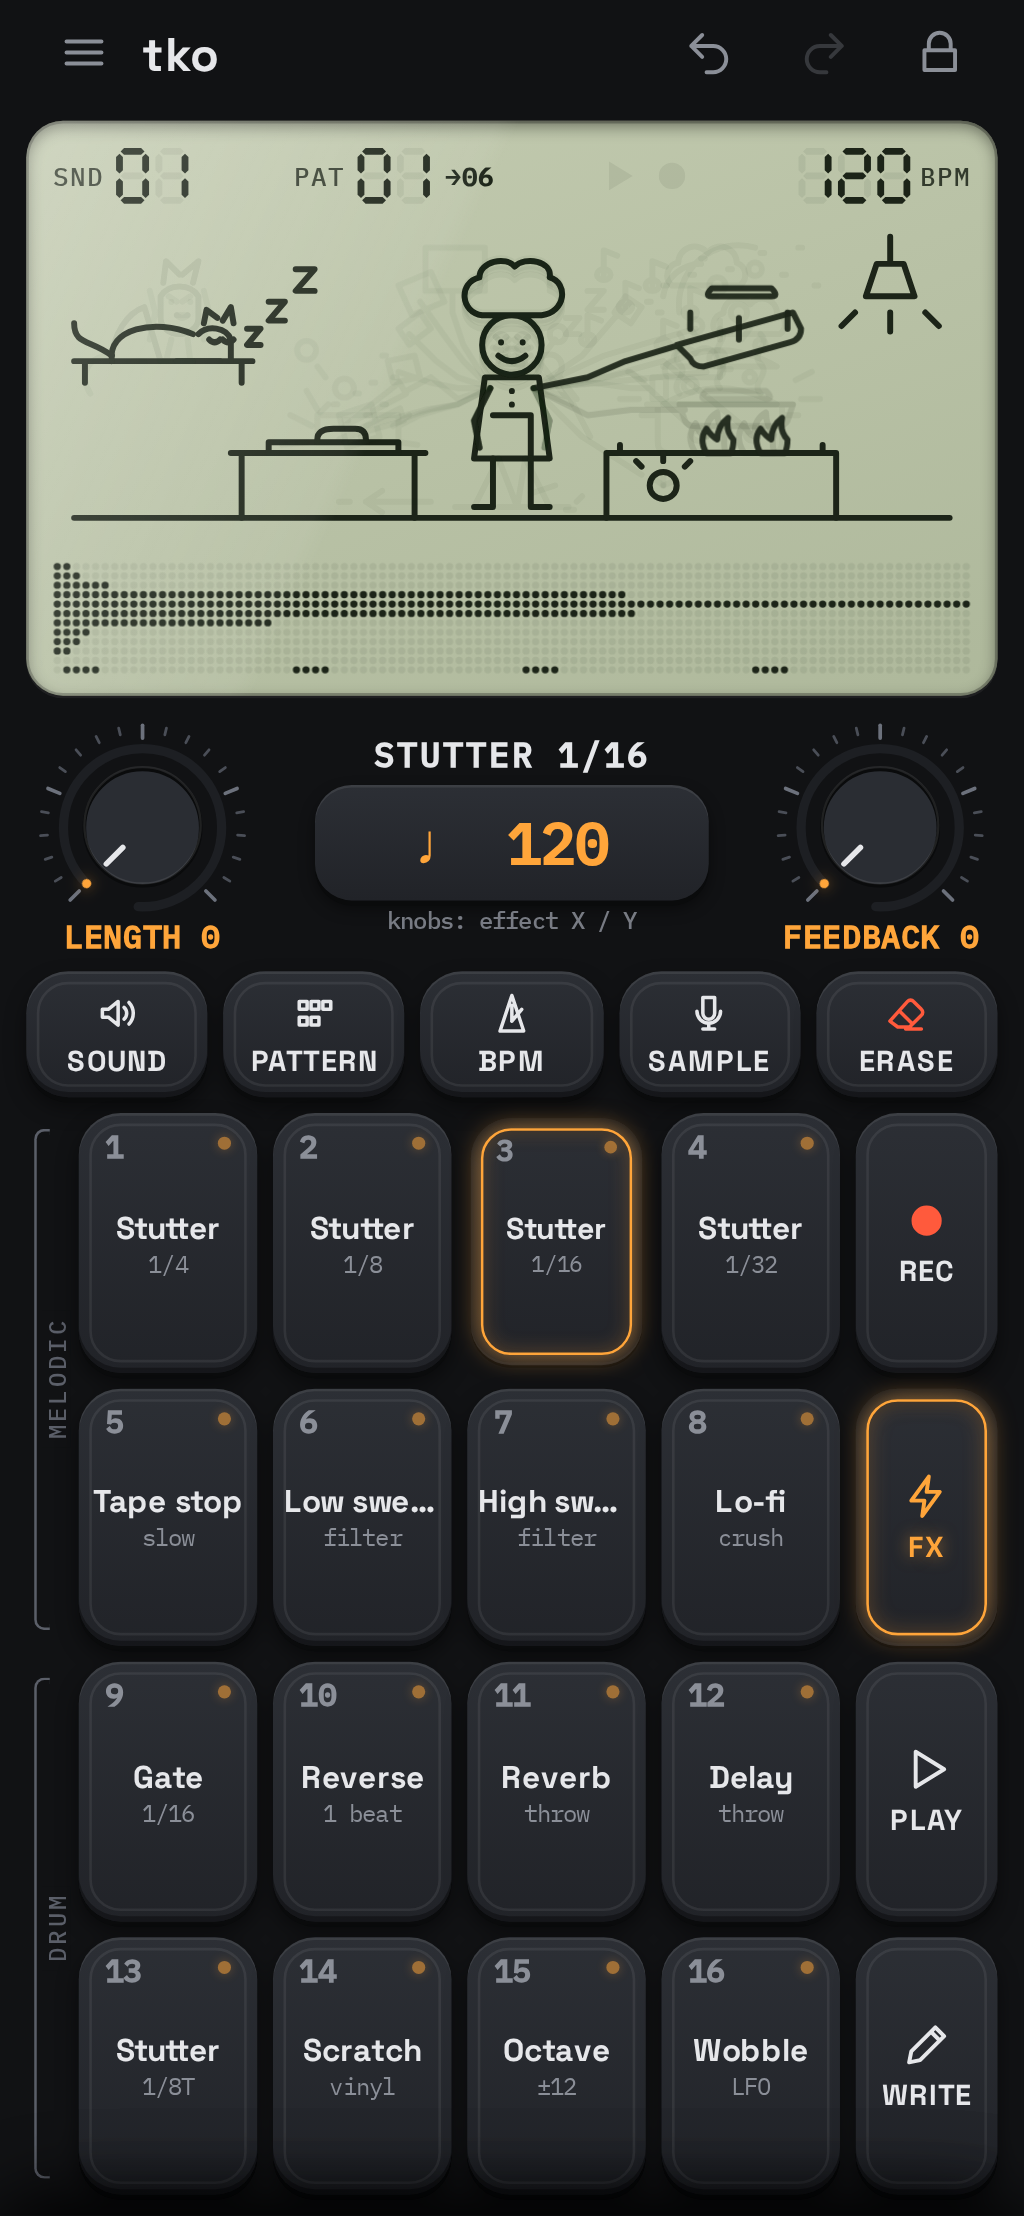 tko
SND 01 PAT 01 →06 120 BPM
z z z
STUTTER 1/16
♩ 120
knobs: effect X / Y
LENGTH 0
FEEDBACK 0
SOUND PATTERN BPM SAMPLE ERASE
MELODIC
1 2 3 4
Stutter Stutter Stutter Stutter
1/4 1/8 1/16 1/32
REC
5 6 7 8
Tape stop Low swe... High sw... Lo-fi
slow filter filter crush
FX
DRUM
9 10 11 12
Gate Reverse Reverb Delay
1/16 1 beat throw throw
PLAY
13 14 15 16
Stutter Scratch Octave Wobble
1/8T vinyl ±12 LFO
WRITE